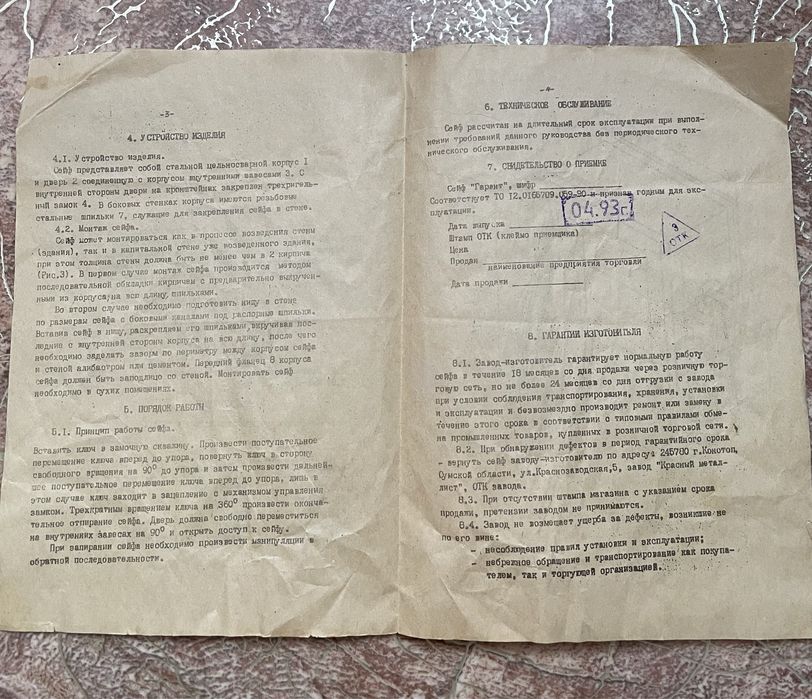 -3-
4. УСТРОЙСТВО ИЗДЕЛИЯ
4.1. Устройство изделия.
Сейф представляет собой стальной цельносварной корпус 1
и дверь 2 соединенную с корпусом внутренними завесами 3. С
внутренней стороны двери на кронштейнах закреплен трехригель-
ный замок 4. В боковых стенках корпуса имеются резьбовые
стальные шпильки 7, служащие для закрепления сейфа в стене.
4.2. Монтаж сейфа.
Сейф может монтироваться как в процессе возведения стены
(здания), так и в капитальной стене уже возведенного здания,
при этом толщина стены должна быть не менее чем в 2 кирпича
(Рис.3). В первом случае монтаж сейфа производится методом
последовательной обкладки кирпичем с предварительно выкручен-
ными из корпуса, на всю длину, шпильками.
Во втором случае необходимо подготовить нишу в стене
по размерам сейфа с боковыми каналами под распорные шпильки.
Вставив сейф в нишу, раскрепляем его шпильками, выкручивая пос-
ледние с внутренней стороны корпуса на всю длину, после чего
необходимо заделать зазоры по периметру между корпусом сейфа
и стеной алибастром или цементом. Передний фланец 8 корпуса
сейфа должен быть заподлицо со стеной. Монтировать сейф
необходимо в сухих помещениях.
5. ПОРЯДОК РАБОТЫ
5.1. Принцип работы сейфа.
Вставить ключ в замочную скважину. Произвести поступательное
перемещение ключа вперед до упора, повернуть ключ в сторону
свободного вращения на 90° до упора и затем произвести дальней-
шее поступательное перемещение ключа вперед до упора, лишь в
этом случае ключ заходит в зацепление с механизмом управления
замком. Трехкратным вращением ключа на 360° произвести оконча-
тельное отпирание сейфа. Дверь должна свободно переместиться
на внутренних завесах на 90° и открыть доступ к сейфу.
При запирании сейфа необходимо произвести манипуляции в
обратной последовательности.
-4-
6. ТЕХНИЧЕСКОЕ ОБСЛУЖИВАНИЕ
Сейф рассчитан на длительный срок эксплуатации при выпол-
нении требований данного руководства без периодического тех-
нического обслуживания.
7. СВИДЕТЕЛЬСТВО О ПРИЕМКЕ
Сейф "Гарант", шифр
Соответствует ТО 12.0165709.059-90 и признан годным для экс-
плуатации.
Дата выпуска 04.93г.
Штамп ОТК (клеймо приемщика)
9
ОТК
Цена
Продан
наименование предприятия торговли
Дата продажи
8. ГАРАНТИИ ИЗГОТОВИТЕЛЯ
8.1. Завод-изготовитель гарантирует нормальную работу
сейфа в течение 18 месяцев со дня продажи через розничную тор-
говую сеть, но не более 24 месяцев со дня отгрузки с завода
при условии соблюдения транспортирования, хранения, установки
и эксплуатации и безвозмездно производит ремонт или замену в
течение этого срока в соответствии с типовыми правилами обме-
на промышленных товаров, купленных в розничной торговой сети.
8.2. При обнаружении дефектов в период гарантийного срока
- вернуть сейф заводу-изготовителю по адресу: 245760 г.Конотоп,
Сумской области, ул.Краснозаводская,5, завод "Красный метал-
лист", ОТК завода.
8.3. При отсутствии штампа магазина с указанием срока
продажи, претензии заводом не принимаются.
8.4. Завод не возмещает ущерба за дефекты, возникшие не
по его вине:
- несоблюдение правил установки и эксплуатации;
- небрежное обращение и транспортирование как покупа-
телем, так и торгующей организацией.